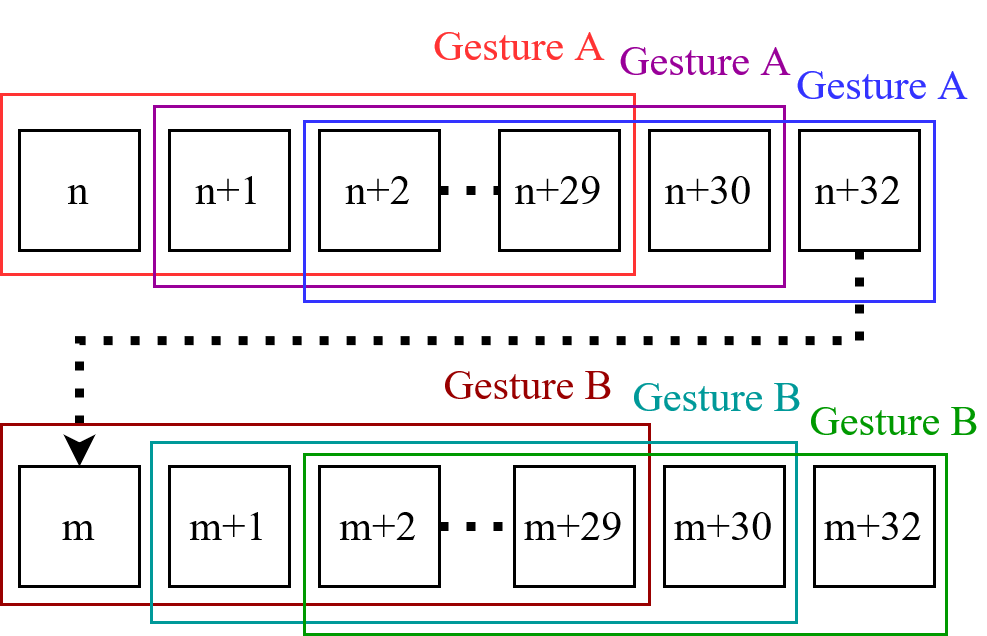 Gesture A
Gesture A
Gesture A
n
n+1
n+2
n+29
n+30
n+32
Gesture B
Gesture B
Gesture B
m
m+1
m+2
m+29
m+30
m+32